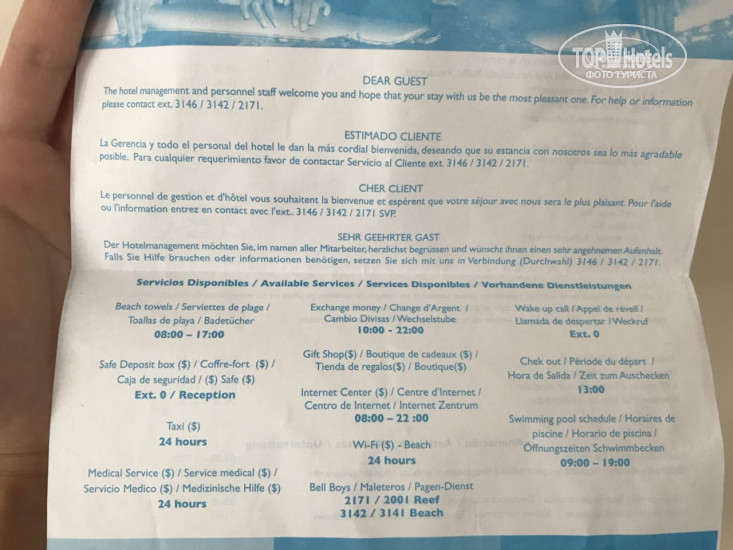 TOP Hotels
ФОТО ТУРИСТА
DEAR GUEST
The hotel management and personnel staff welcome you and hope that your stay with us be the most pleasant one. For help or information
please contact ext. 3146 / 3142 / 2171.
ESTIMADO CLIENTE
La Gerencia y todo el personal del hotel le dan la más cordial bienvenida, deseando que su estancia con nosotros sea lo más agradable
posible. Para cualquier requerimiento favor de contactar Servicio al Cliente ext. 3146 / 3142 / 2171.
CHER CLIENT
Le personnel de gestion et d'hôtel vous souhaitent la bienvenue et espèrent que votre séjour avec nous sera le plus plaisant. Pour l'aide
ou l'information entrez en contact avec l'ext.. 3146 / 3142 / 2171 SVP.
SEHR GEEHRTER GAST
Der Hotelmanagement möchten Sie, im namen aller Mitarbeiter, herzlichst begrüssen und wünscht ihnen einen sehr angehnemen Aufenhalt.
Falls Sie Hilfe brauchen oder informationen benötigen, setzen Sie sich mit uns in Verbindung (Durchwahl) 3146 / 3142 / 2171.
Servicios Disponibles / Available Services / Services Disponibles / Vorhandene Dienstleistungen
Beach towels / Serviettes de plage /
Toallas de playa / Badetücher
08:00 – 17:00
Safe Deposit box ($) / Coffre-fort ($) /
Caja de seguridad / ($) Safe ($)
Ext. 0 / Reception
Taxi ($)
24 hours
Medical Service ($) / Service medical ($) /
Servicio Medico ($) / Medizinische Hilfe ($)
24 hours
Exchange money / Change d'Argent /
Cambio Divisas / Wechselstube
10:00 - 22:00
Gift Shop($) / Boutique de cadeaux ($) /
Tienda de regalos($) / Boutique($)
Internet Center ($) / Centre d'Internet /
Centro de Internet / Internet Zentrum
08:00 – 22 :00
Wi-Fi ($) - Beach
24 hours
Bell Boys / Maleteros / Pagen-Dienst
2171 / 2001 Reef
3142 / 3141 Beach
Wake up call / Appel de réveil /
Llamada de despertar / Weckruf
Ext. 0
Chek out / Période du départ /
Hora de Salida / Zeit zum Auschecken
13:00
Swimming pool schedule / Horaires de
piscine / Horario de piscina /
Öffnungszeiten Schwimmbecken
09:00 – 19:00